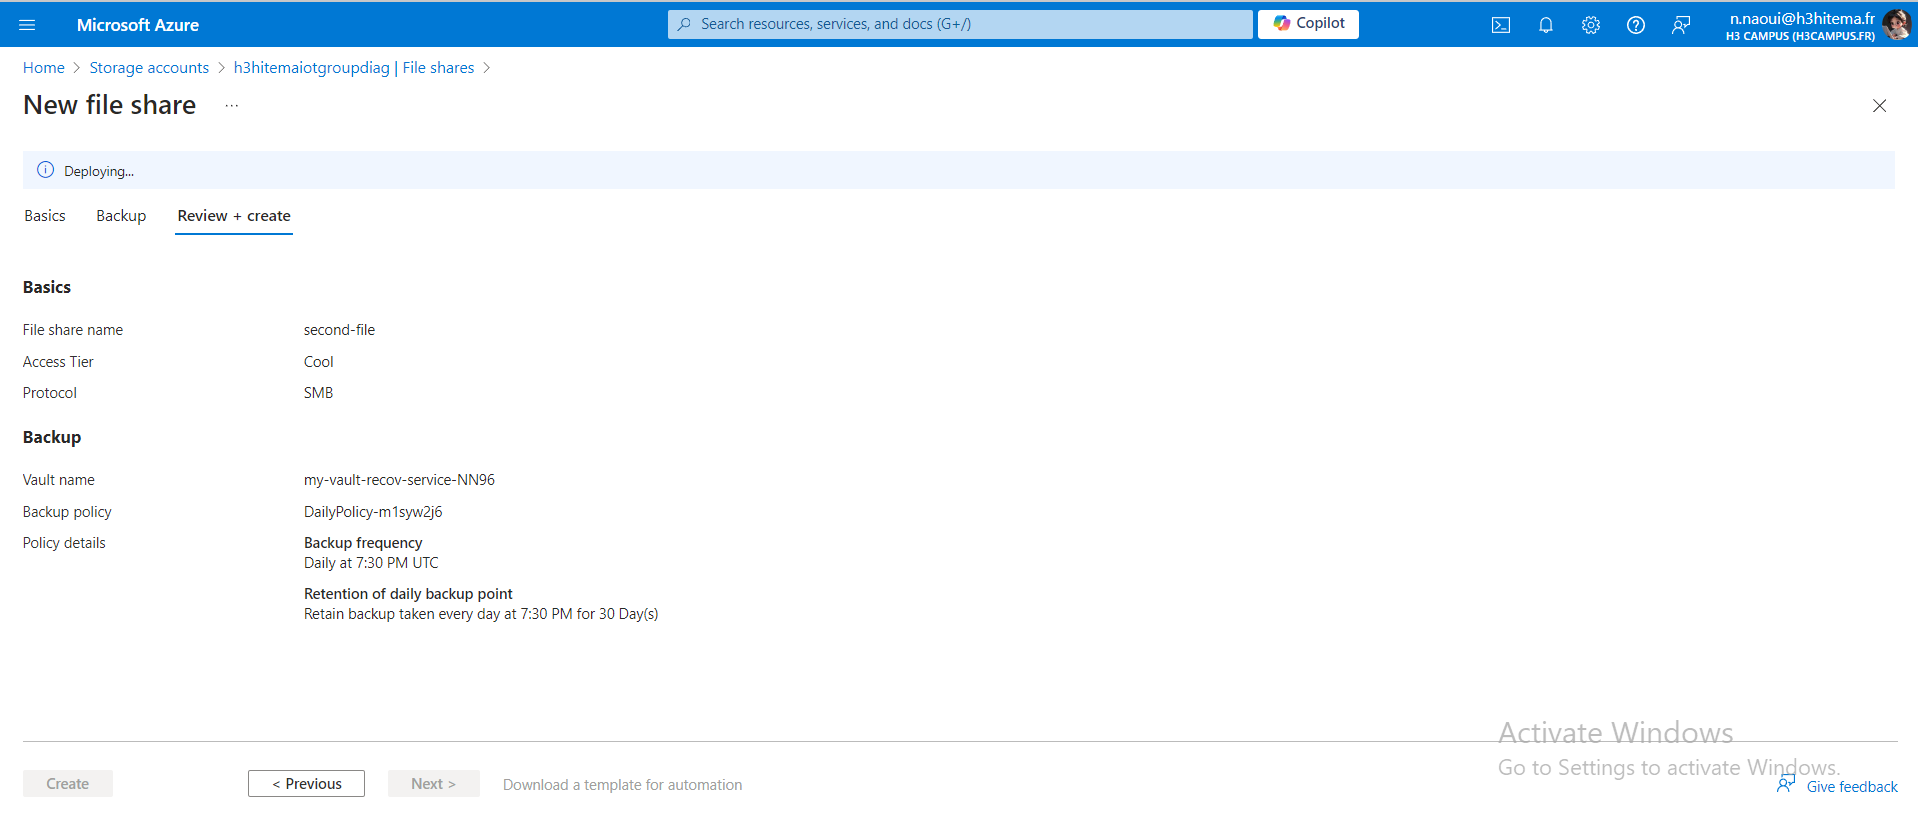 Microsoft Azure
Search resources, services, and docs (G+/)
Copilot
n.naoui@h3hitema.fr
H3 CAMPUS (H3CAMPUS.FR)
Home > Storage accounts > h3hitemaiotgroupdiag | File shares >
New file share ...
Deploying...
Basics Backup Review + create
Basics
File share name second-file
Access Tier Cool
Protocol SMB
Backup
Vault name my-vault-recov-service-NN96
Backup policy DailyPolicy-m1syw2j6
Policy details Backup frequency
Daily at 7:30 PM UTC
Retention of daily backup point
Retain backup taken every day at 7:30 PM for 30 Day(s)
Activate Windows
Go to Settings to activate Windows.
Create < Previous Next > Download a template for automation
Give feedback